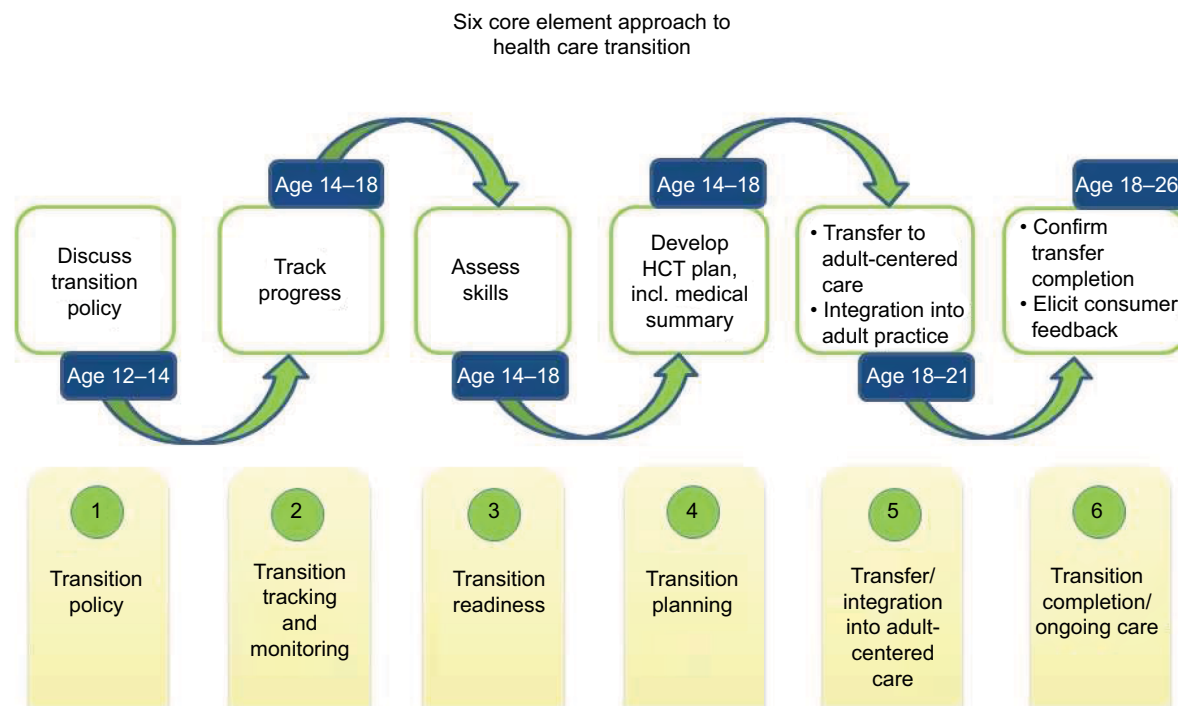 Six core element approach to
health care transition
Age 14–18
Age 14–18
Age 18–26
Discuss
transition
policy
Track
progress
Assess
skills
Develop
HCT plan,
incl. medical
summary
• Transfer to
adult-centered
care
• Integration into
adult practice
• Confirm
transfer
completion
• Elicit consumer
feedback
Age 12–14
Age 14–18
Age 18–21
1
Transition
policy
2
Transition
tracking
and
monitoring
3
Transition
readiness
4
Transition
planning
5
Transfer/
integration
into adult-
centered
care
6
Transition
completion/
ongoing care